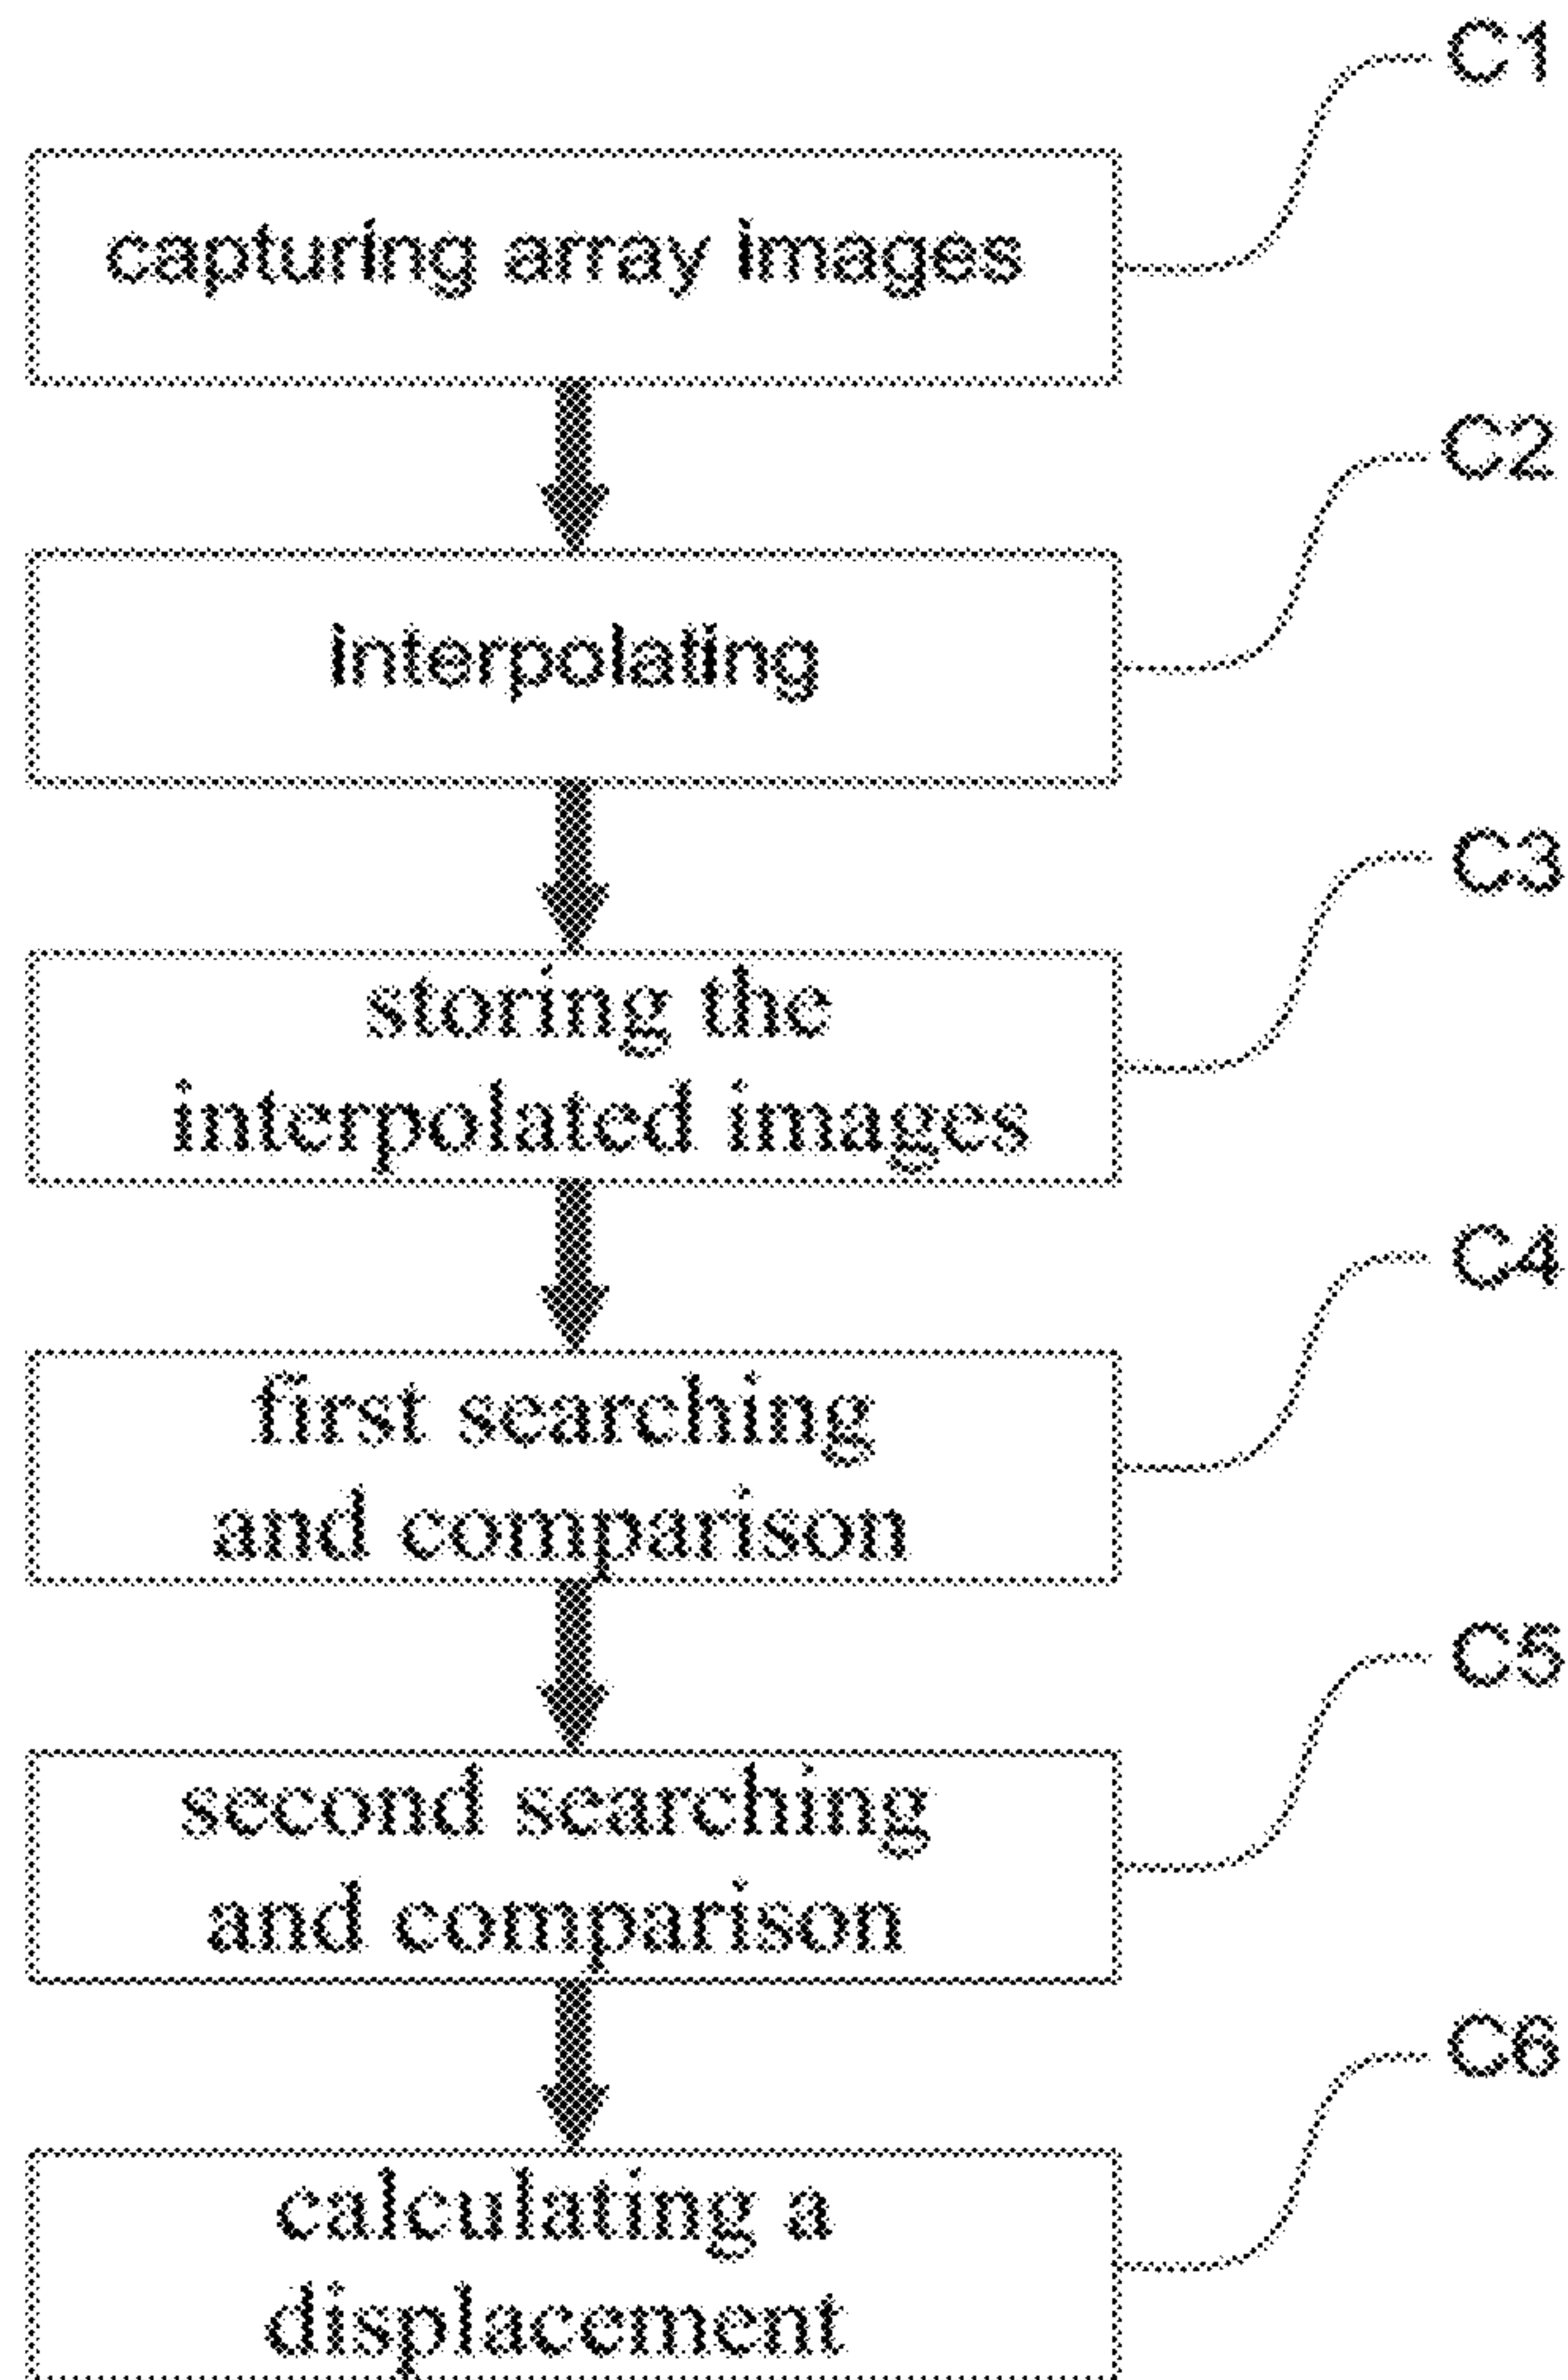 C1
capturing array images
C2
interpolating
C3
storing the
interpolated images
C4
first searching
and comparison
C5
second searching
and comparison
C6
calculating a
displacement